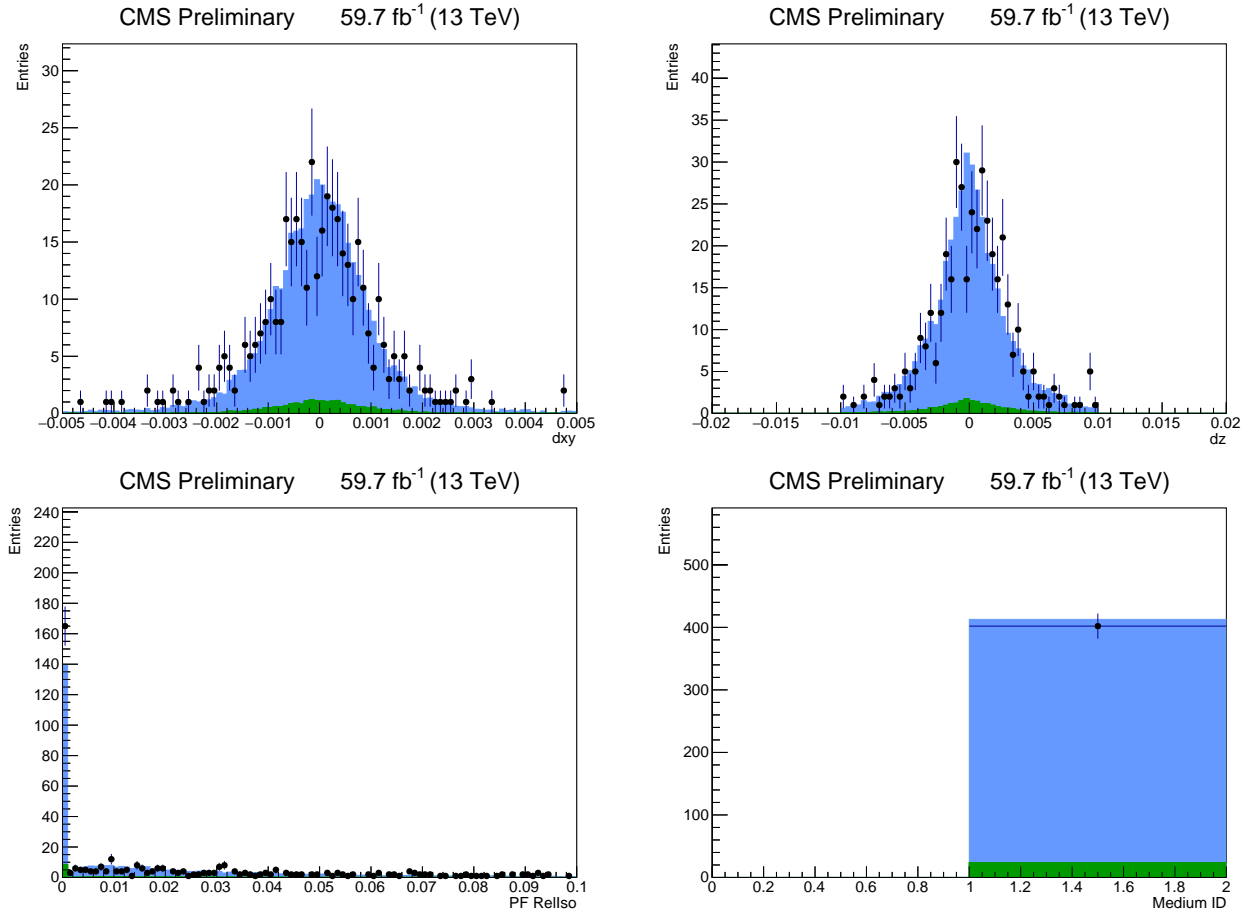 CMS Preliminary 59.7 fb-1 (13 TeV)
Entries
30
25
20
15
10
5
0
−0.005 −0.004 −0.003 −0.002 −0.001 0 0.001 0.002 0.003 0.004 0.005
dxy
CMS Preliminary 59.7 fb-1 (13 TeV)
Entries
40
35
30
25
20
15
10
5
0
−0.02 −0.015 −0.01 −0.005 0 0.005 0.01 0.015 0.02
dz
CMS Preliminary 59.7 fb-1 (13 TeV)
Entries
240
220
200
180
160
140
120
100
80
60
40
20
0
0 0.01 0.02 0.03 0.04 0.05 0.06 0.07 0.08 0.09 0.1
PF RelIso
CMS Preliminary 59.7 fb-1 (13 TeV)
Entries
500
400
300
200
100
0
0 0.2 0.4 0.6 0.8 1 1.2 1.4 1.6 1.8 2
Medium ID